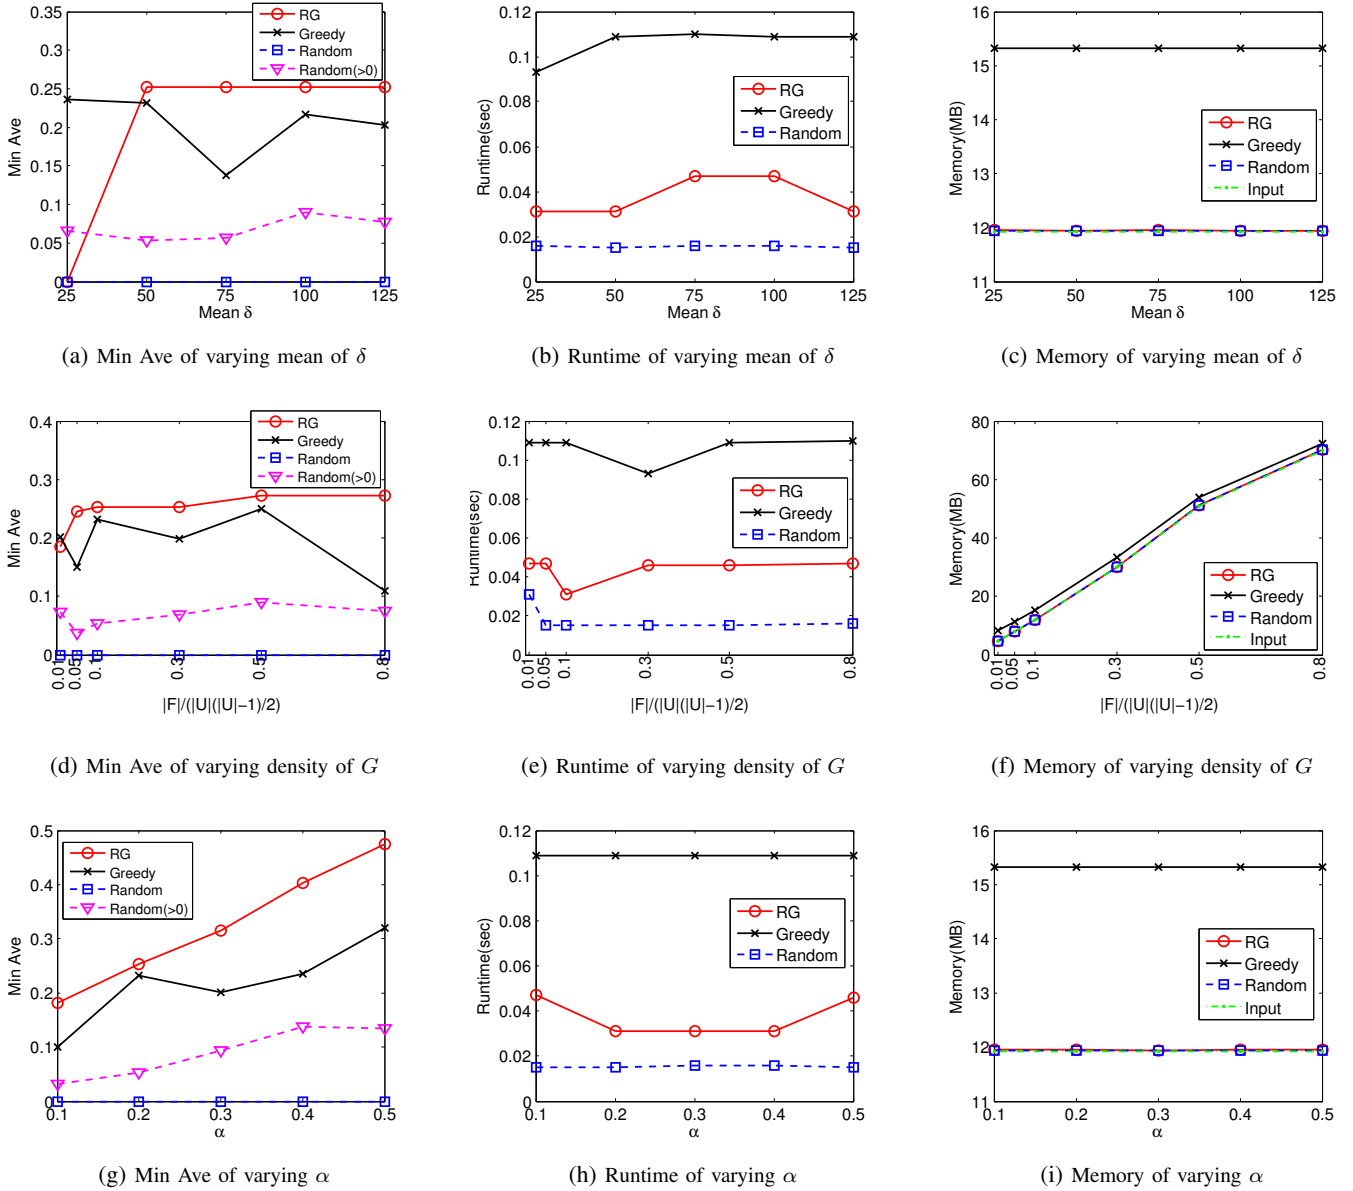 0.35
0.3
0.25
0.2
0.15
0.1
0.05
0
Min Ave
RG
Greedy
Random
Random(>0)
25 50 75 100 125
Mean δ
(a) Min Ave of varying mean of δ
0.12
0.1
0.08
0.06
0.04
0.02
0
Runtime(sec)
RG
Greedy
Random
25 50 75 100 125
Mean δ
(b) Runtime of varying mean of δ
16
15
14
13
12
11
Memory(MB)
RG
Greedy
Random
Input
25 50 75 100 125
Mean δ
(c) Memory of varying mean of δ
0.4
0.3
0.2
0.1
0
Min Ave
RG
Greedy
Random
Random(>0)
0.01 0.05 0.1 0.3 0.5 0.8
|F|/(|U|(|U|−1)/2)
(d) Min Ave of varying density of G
0.12
0.1
0.08
0.06
0.04
0.02
0
Runtime(sec)
RG
Greedy
Random
0.01 0.05 0.1 0.3 0.5 0.8
|F|/(|U|(|U|−1)/2)
(e) Runtime of varying density of G
80
60
40
20
0
Memory(MB)
RG
Greedy
Random
Input
0.01 0.05 0.1 0.3 0.5 0.8
|F|/(|U|(|U|−1)/2)
(f) Memory of varying density of G
0.5
0.4
0.3
0.2
0.1
0
Min Ave
RG
Greedy
Random
Random(>0)
0.1 0.2 0.3 0.4 0.5
α
(g) Min Ave of varying α
0.12
0.1
0.08
0.06
0.04
0.02
0
Runtime(sec)
RG
Greedy
Random
0.1 0.2 0.3 0.4 0.5
α
(h) Runtime of varying α
16
15
14
13
12
11
Memory(MB)
RG
Greedy
Random
Input
0.1 0.2 0.3 0.4 0.5
α
(i) Memory of varying α